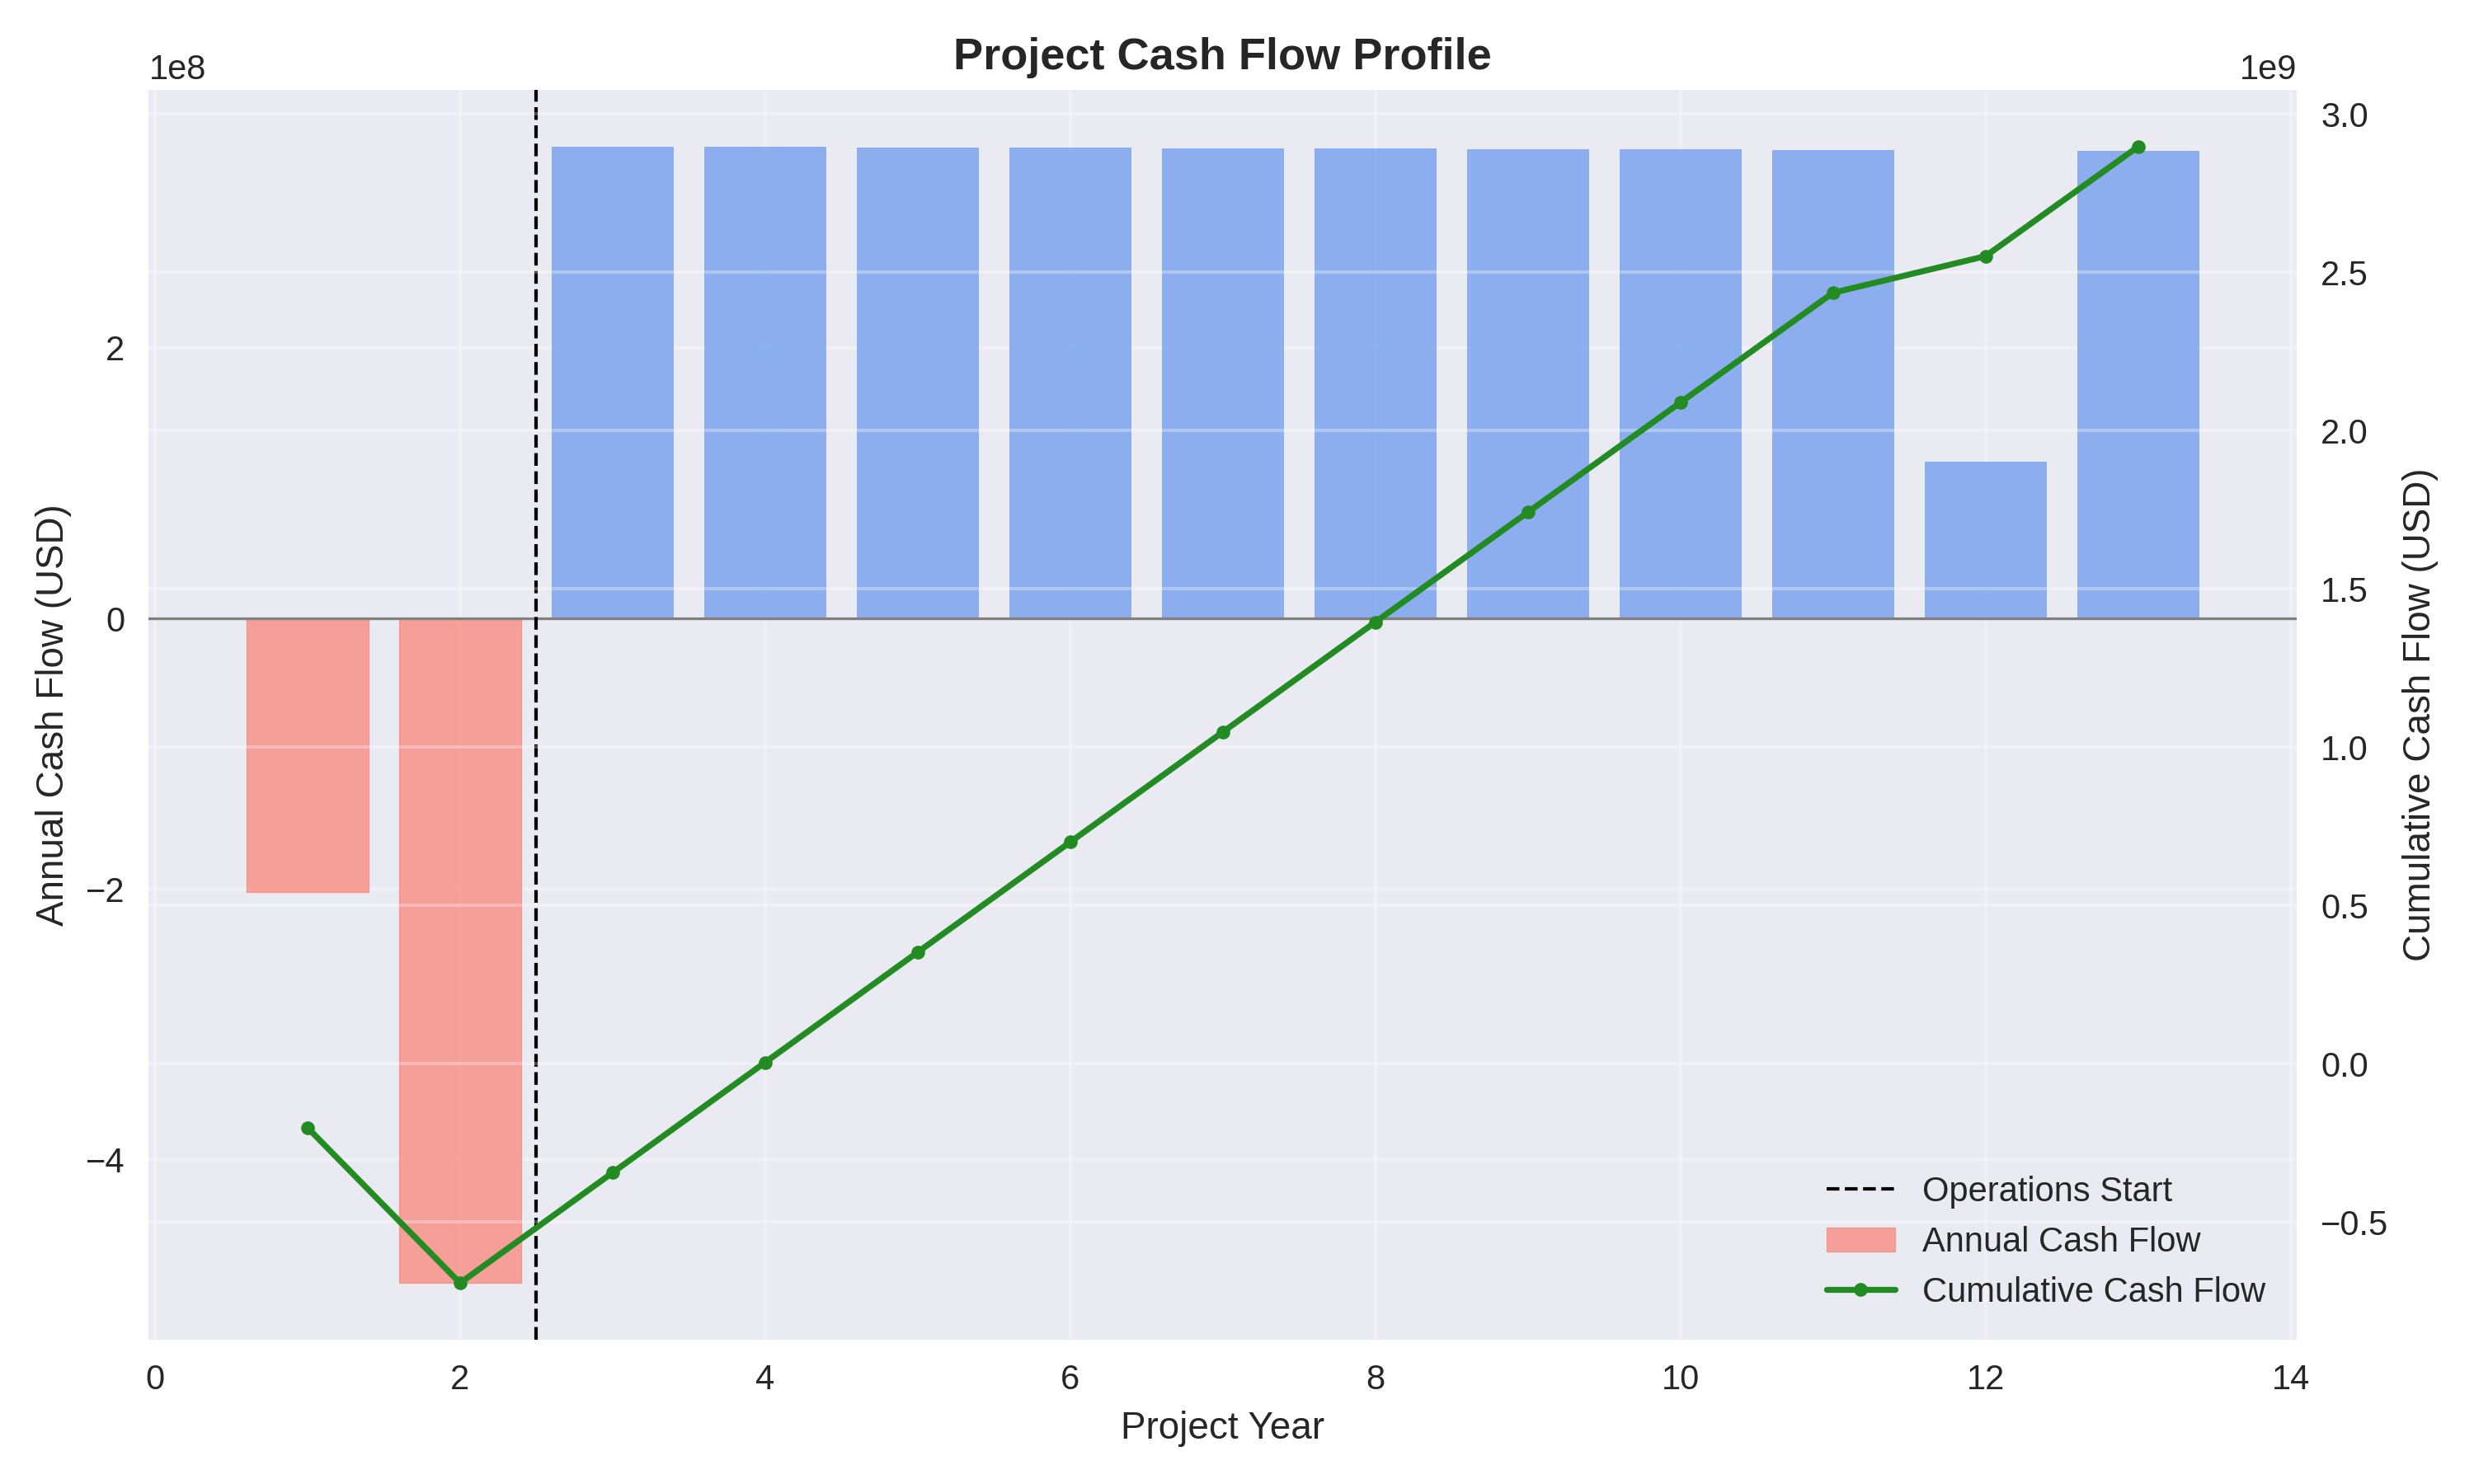 Project Cash Flow Profile
1e8
1e9
Annual Cash Flow (USD)
2
0
−2
−4
3.0
2.5
2.0
1.5
1.0
0.5
0.0
−0.5
Cumulative Cash Flow (USD)
Operations Start
Annual Cash Flow
Cumulative Cash Flow
0 2 4 6 8 10 12 14
Project Year